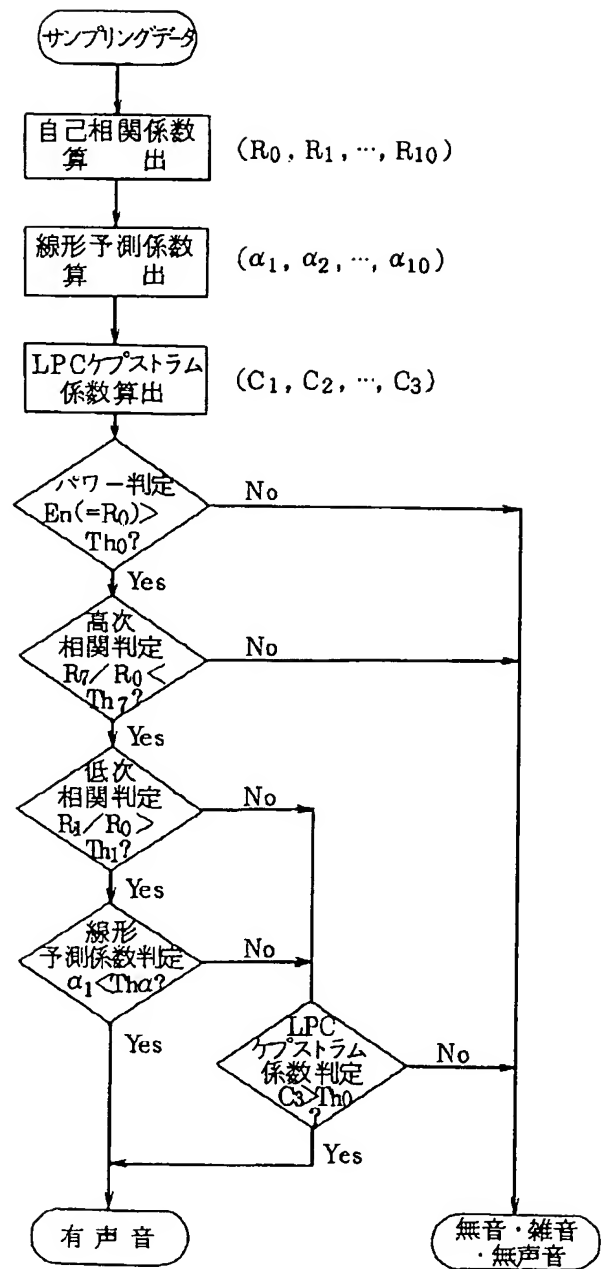 サンプリングデータ
自己相関係数
算　　出
(R₀, R₁, …, R₁₀)
線形予測係数
算　　出
(α₁, α₂, …, α₁₀)
LPCケプストラム
係数算出
(C₁, C₂, …, C₃)
パワー判定
En(=R₀)>
Th₀?
No
Yes
高次
相関判定
R₇/R₀<
Th₇?
No
Yes
低次
相関判定
R₁/R₀>
Th₁?
No
Yes
線形
予測係数判定
α₁<Thα?
No
Yes
LPC
ケプストラム
係数判定
C₃>Th₀
?
No
Yes
有声音
無音・雑音
・無声音